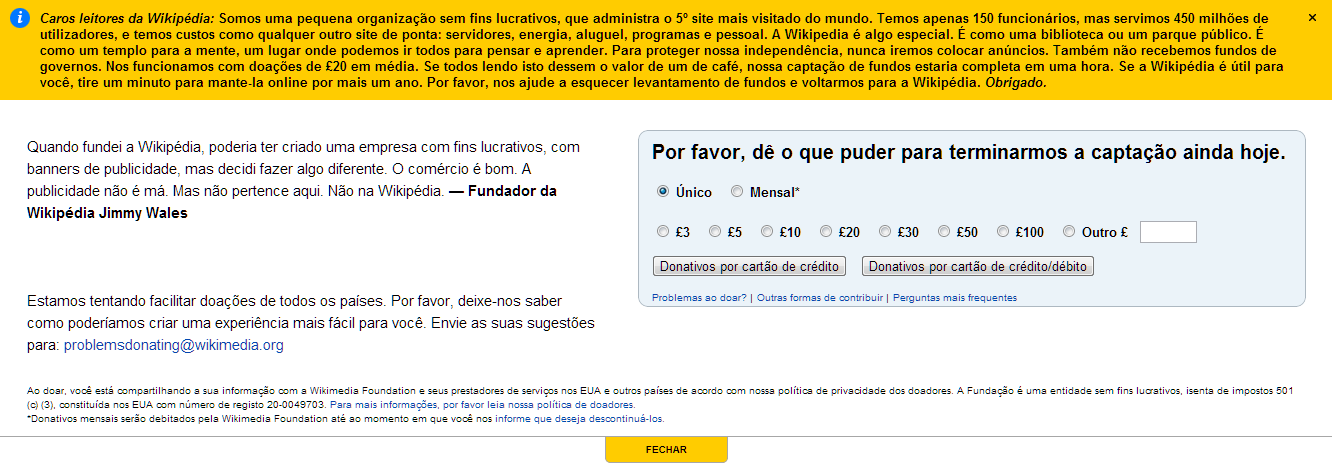 Caros leitores da Wikipédia: Somos uma pequena organização sem fins lucrativos, que administra o 5º site mais visitado do mundo. Temos apenas 150 funcionários, mas servimos 450 milhões de
utilizadores, e temos custos como qualquer outro site de ponta: servidores, energia, aluguel, programas e pessoal. A Wikipedia é algo especial. É como uma biblioteca ou um parque público. É
como um templo para a mente, um lugar onde podemos ir todos para pensar e aprender. Para proteger nossa independência, nunca iremos colocar anúncios. Também não recebemos fundos de
governos. Nos funcionamos com doações de £20 em média. Se todos lendo isto dessem o valor de um de café, nossa captação de fundos estaria completa em uma hora. Se a Wikipédia é útil para
você, tire um minuto para mante-la online por mais um ano. Por favor, nos ajude a esquecer levantamento de fundos e voltarmos para a Wikipédia. Obrigado.
Quando fundei a Wikipédia, poderia ter criado uma empresa com fins lucrativos, com
banners de publicidade, mas decidi fazer algo diferente. O comércio é bom. A
publicidade não é má. Mas não pertence aqui. Não na Wikipédia. — Fundador da
Wikipédia Jimmy Wales
Estamos tentando facilitar doações de todos os países. Por favor, deixe-nos saber
como poderíamos criar uma experiência mais fácil para você. Envie as suas sugestões
para: problemsdonating@wikimedia.org
Por favor, dê o que puder para terminarmos a captação ainda hoje.
Único Mensal*
£3 £5 £10 £20 £30 £50 £100 Outro £
Donativos por cartão de crédito Donativos por cartão de crédito/débito
Problemas ao doar? | Outras formas de contribuir | Perguntas mais frequentes
Ao doar, você está compartilhando a sua informação com a Wikimedia Foundation e seus prestadores de serviços nos EUA e outros países de acordo com nossa política de privacidade dos doadores. A Fundação é uma entidade sem fins lucrativos, isenta de impostos 501
(c) (3), constituída nos EUA com número de registo 20-0049703. Para mais informações, por favor leia nossa política de doadores.
*Donativos mensais serão debitados pela Wikimedia Foundation até ao momento em que você nos informe que deseja descontinuá-los.
FECHAR